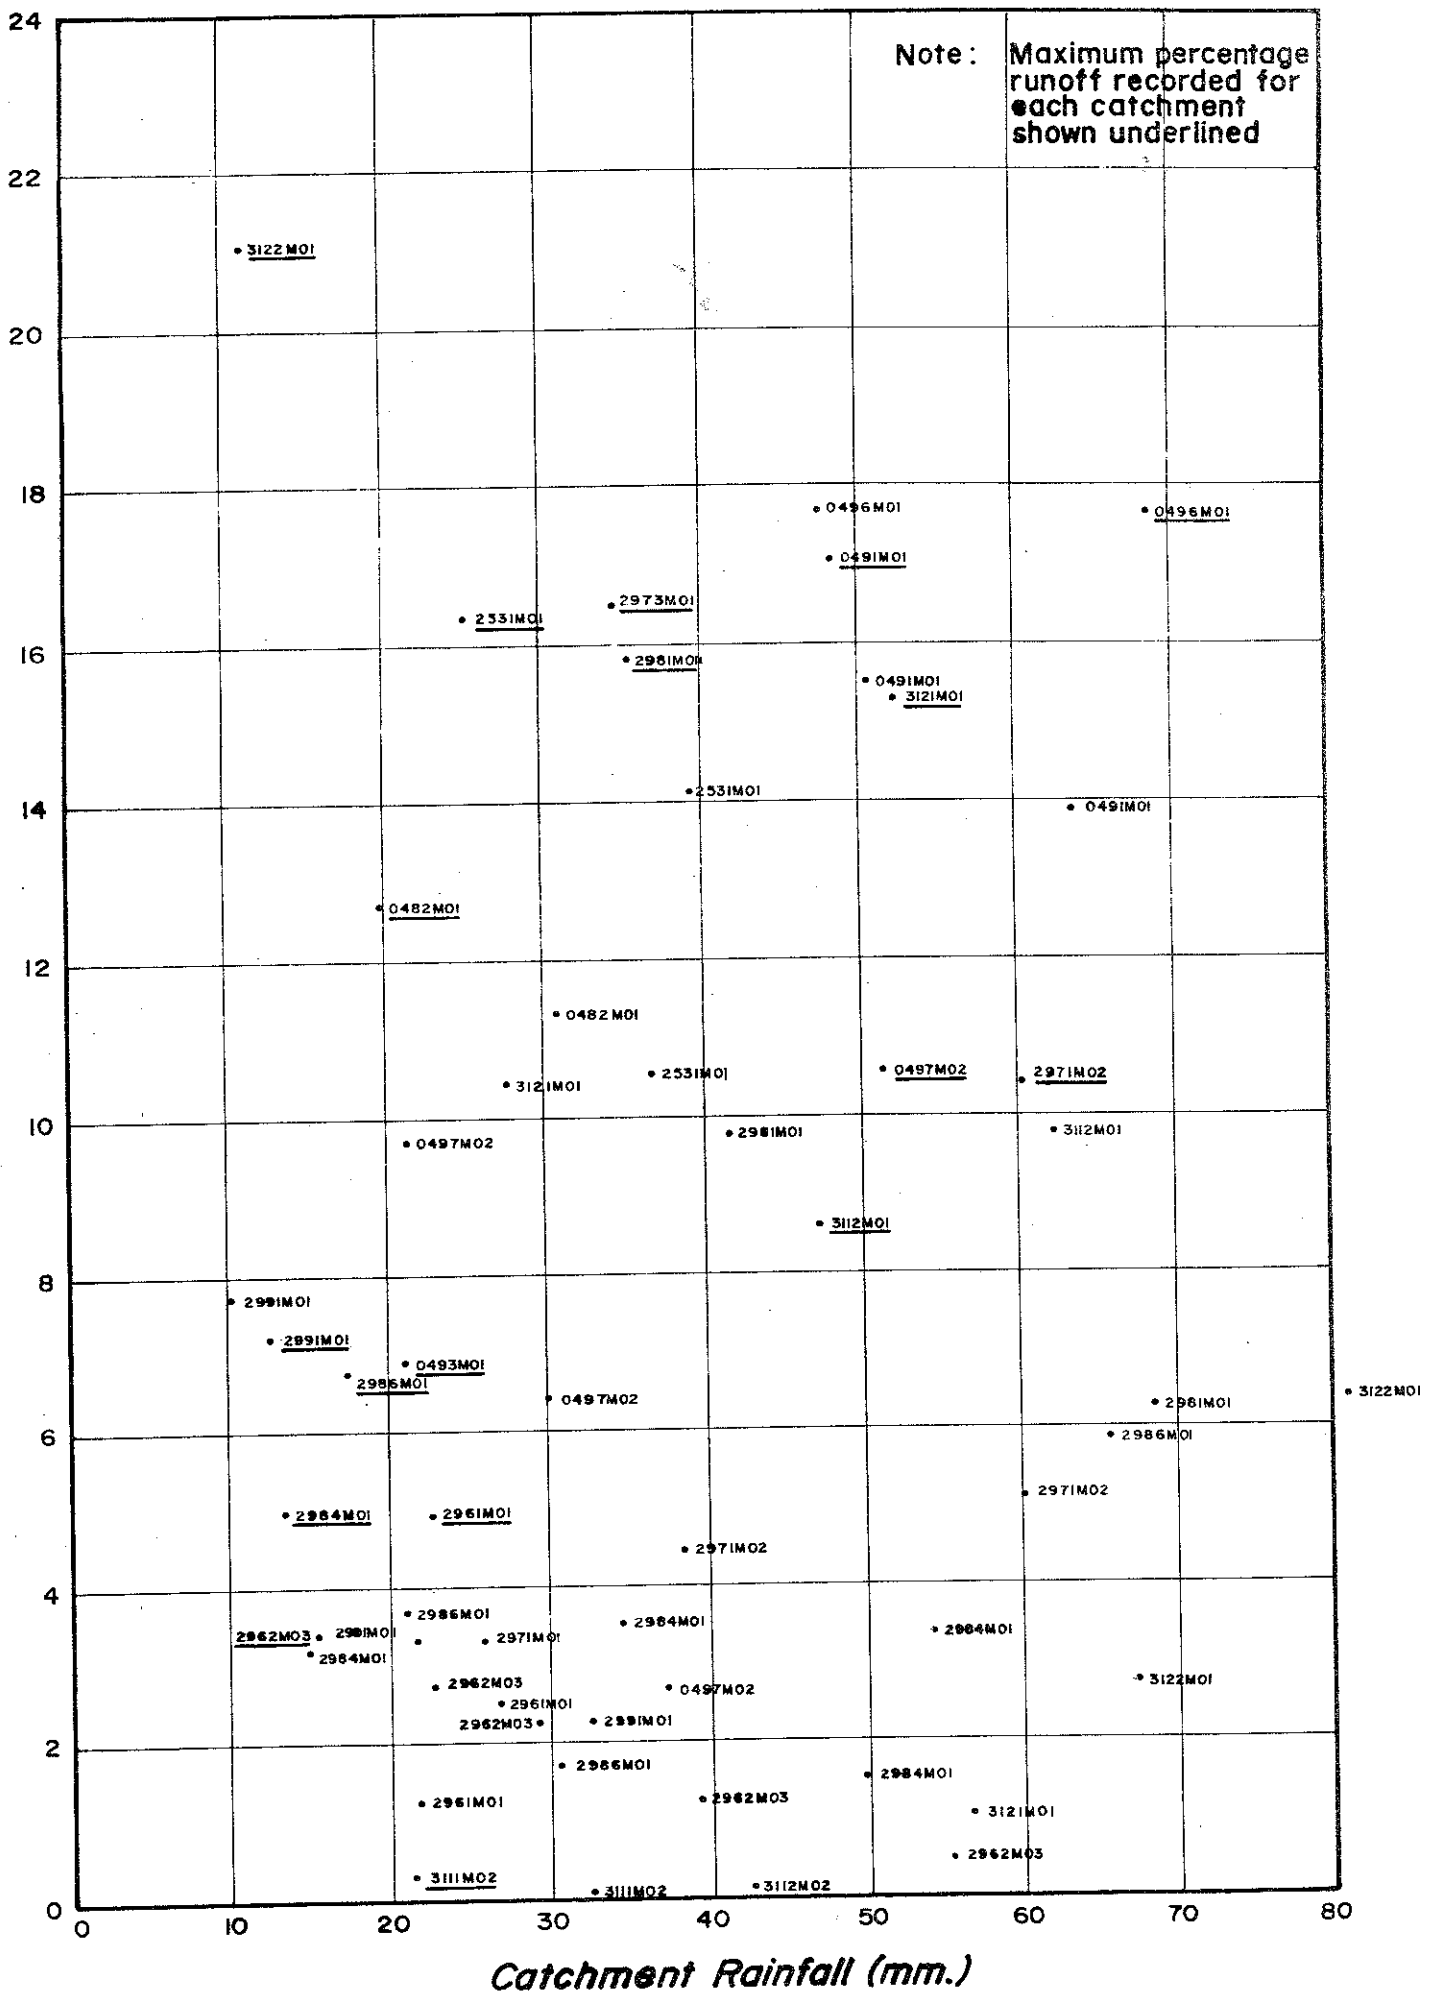 24
Note: Maximum percentage
runoff recorded for
each catchment
shown underlined
22
3122M01
20
18
0496M01
0496M01
0491M01
2973M01
2331M01
16
2981M01
0491M01
3121M01
2531M01
14
0491M01
0482M01
12
0482M01
2531M01
0497M02
2971M02
3121M01
10
2981M01
3112M01
0497M02
3112M01
8
2991M01
2991M01
0493M01
2986M01
0497M02
2981M01
3122M01
6
2986M01
2984M01
2961M01
2971M02
2971M02
4
2986M01
2984M01
2984M01
2962M03
2971M01
2984M01
2962M03
0497M02
3122M01
2961M01
2962M03
2991M01
2
2986M01
2984M01
2961M01
2962M03
3121M01
2962M03
3111M02
3111M02
3112M02
0
0 10 20 30 40 50 60 70 80
Catchment Rainfall (mm.)